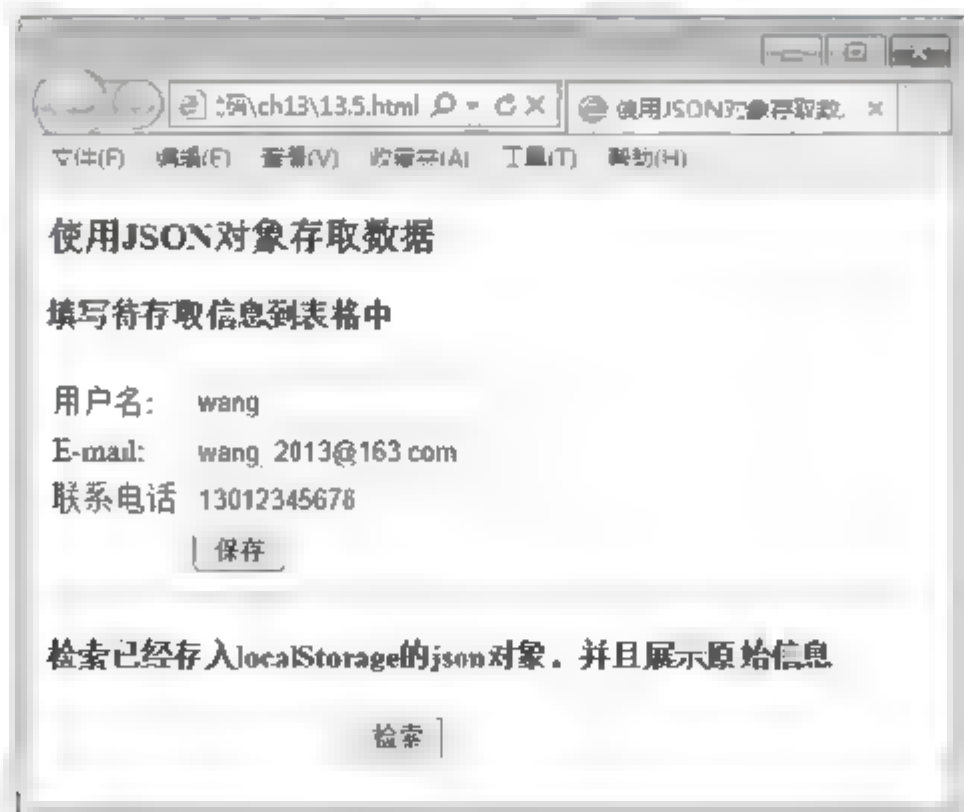 码\ch13\13.5.html
使用JSON对象存取数
文件(F) 编辑(E) 查看(V) 收藏夹(A) 工具(T) 帮助(H)
使用JSON对象存取数据
填写待存取信息到表格中
用户名: wang
E-mail: wang_2013@163.com
联系电话 13012345678
保存
检索已经存入localStorage的json对象,并且展示原始信息
检索